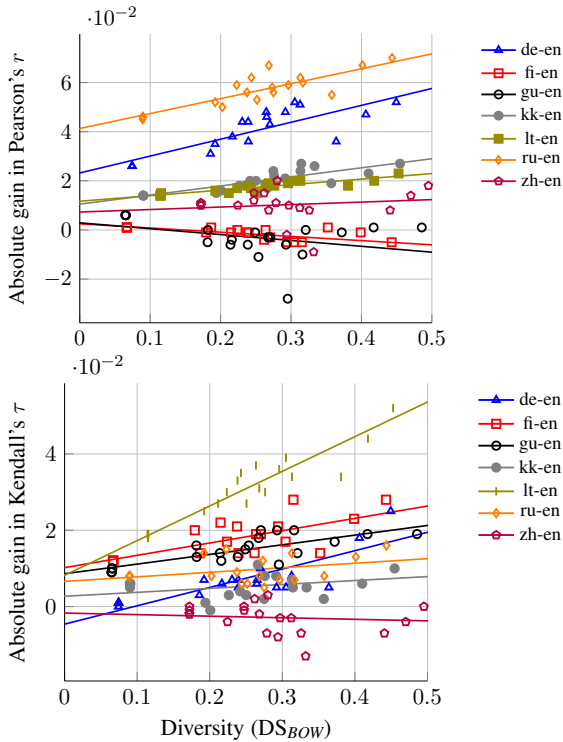 ·10⁻²
Absolute gain in Pearson's r
6
4
2
0
−2
0
0.1
0.2
0.3
0.4
0.5
de-en
fi-en
gu-en
kk-en
lt-en
ru-en
zh-en
·10⁻²
Absolute gain in Kendall's τ
4
2
0
0
0.1
0.2
0.3
0.4
0.5
Diversity (DS_BOW)
de-en
fi-en
gu-en
kk-en
lt-en
ru-en
zh-en